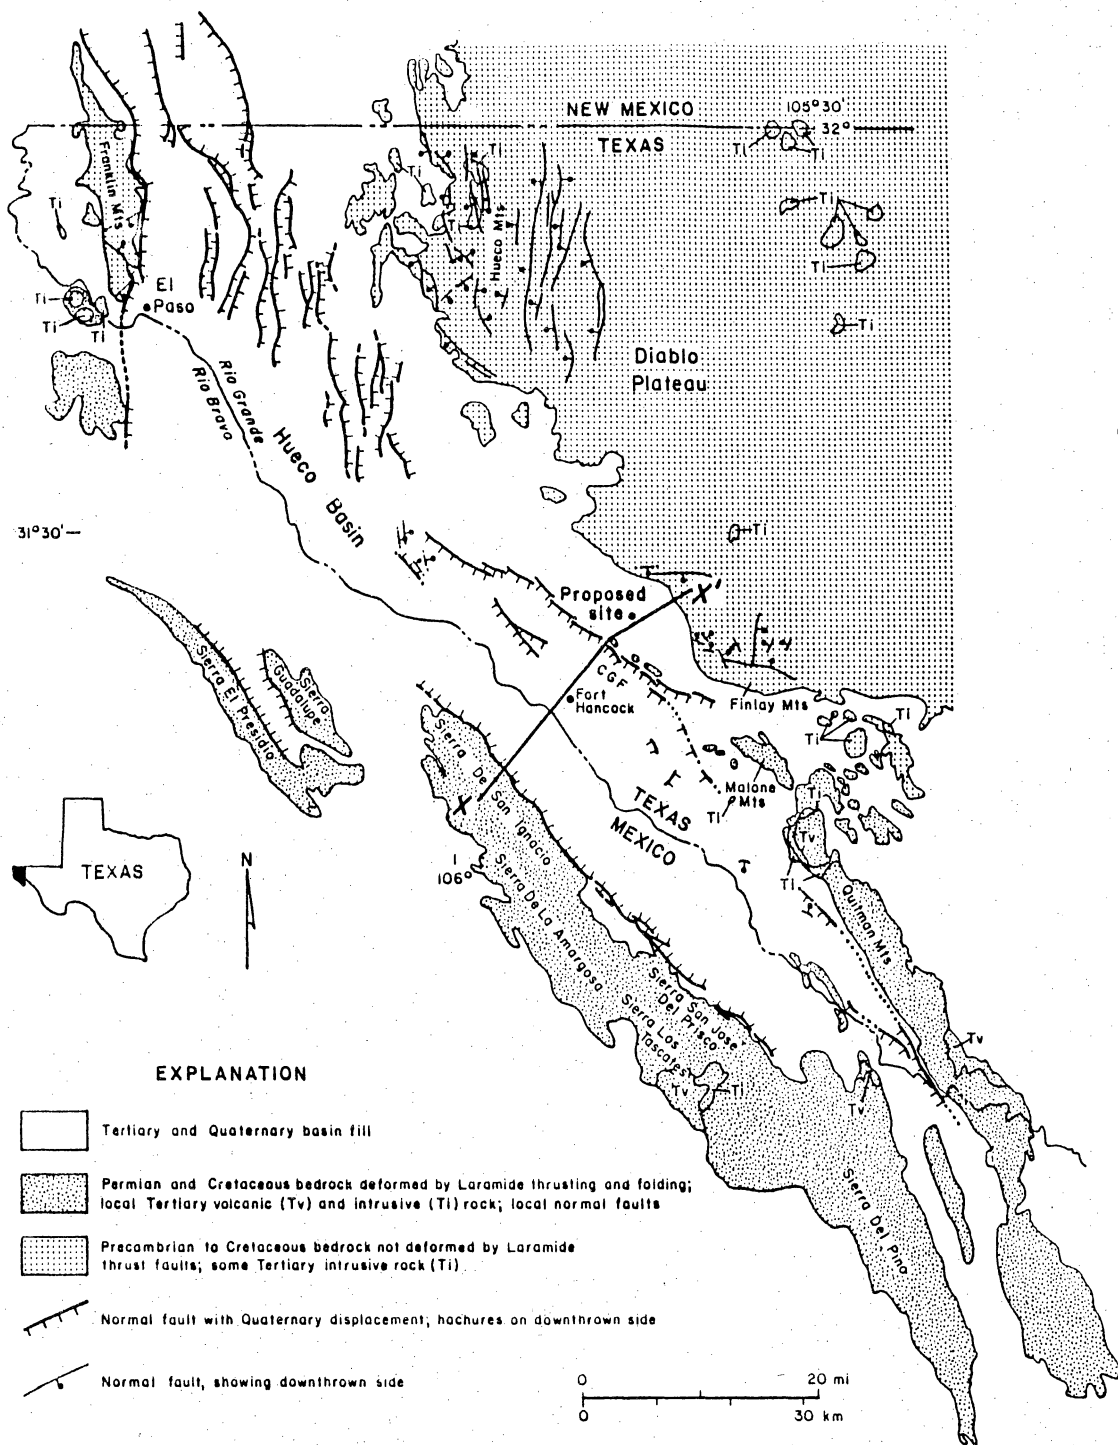 NEW MEXICO
105°30'
32°
TEXAS
Ti
Ti
Franklin Mts
Ti
Ti
Ti
Ti
Hueco Mts
Ti
Ti
Ti
El
Paso
Ti
Ti
Ti
Ti
Diablo
Plateau
Rio Grande
Rio Bravo
Hueco Basin
31°30'
Ti
Proposed
site
X'
CGF
Fort
Hancock
Finlay Mts
Sierra El Presidio
Sierra
Guadalupe
Ti
Ti
Malone
Mts
Ti
Ti
X
Sierra De San Ignacio
TEXAS
MEXICO
Tv
Ti
Quitman Mts
TEXAS
N
106°
Sierra De La Amargosa
Sierra San Jose
Del Prisco
Sierra Las
Tascates
Tv
Ti
Tv
Tv
Sierra Del Pino
EXPLANATION
Tertiary and Quaternary basin fill
Permian and Cretaceous bedrock deformed by Laramide thrusting and folding;
local Tertiary volcanic (Tv) and intrusive (Ti) rock; local normal faults
Precambrian to Cretaceous bedrock not deformed by Laramide
thrust faults; some Tertiary intrusive rock (Ti)
Normal fault with Quaternary displacement; hachures on downthrown side
Normal fault, showing downthrown side
0 20 mi
0 30 km